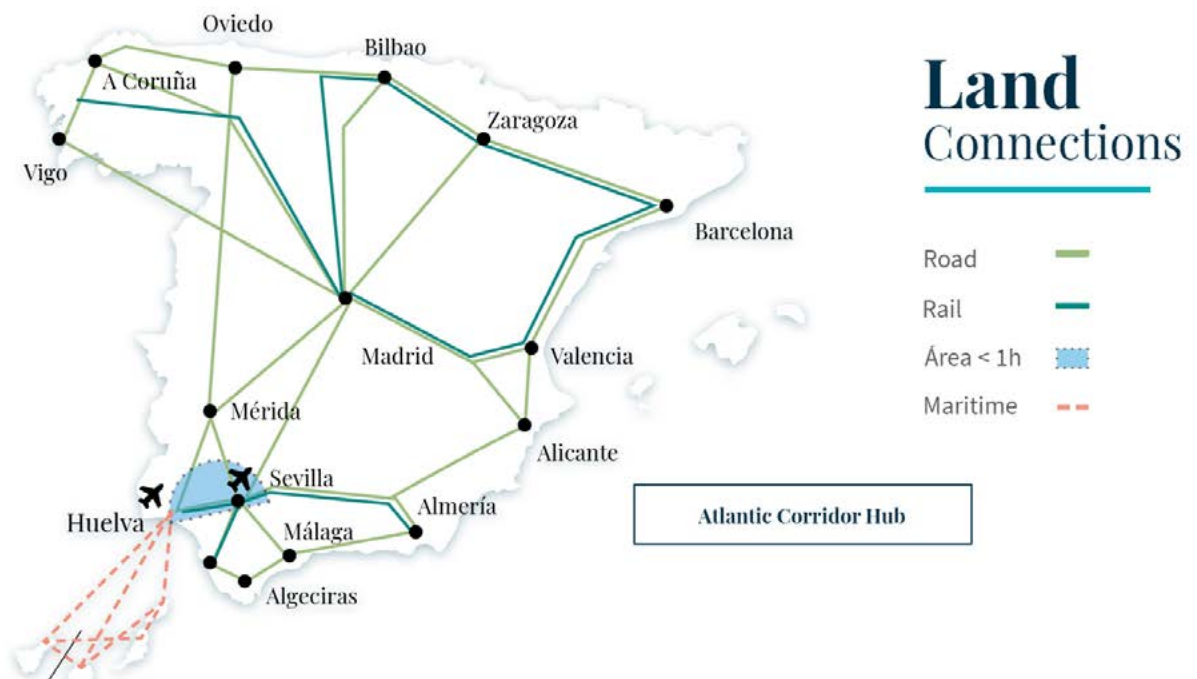 Oviedo
Bilbao
A Coruña
Zaragoza
Vigo
Barcelona
Madrid
Valencia
Mérida
Alicante
Sevilla
Huelva
Almería
Málaga
Algeciras
Land
Connections
Road
Rail
Área < 1h
Maritime
Atlantic Corridor Hub